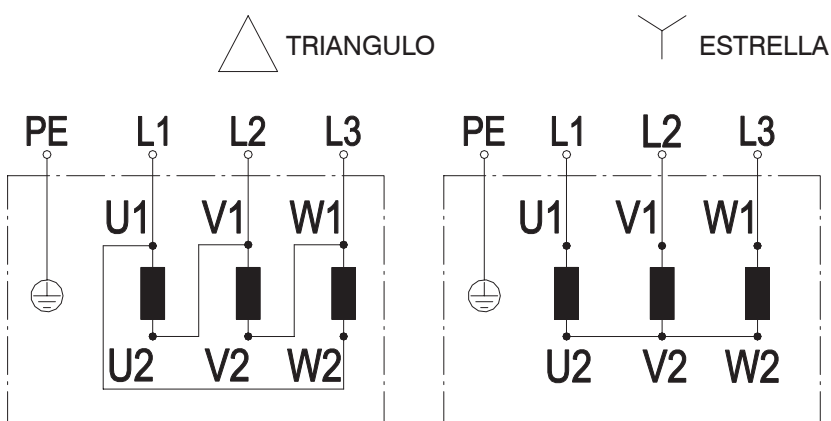 TRIANGULO ESTRELLA
PE L1 L2 L3 PE L1 L2 L3
U1 V1 W1 U1 V1 W1
U2 V2 W2 U2 V2 W2